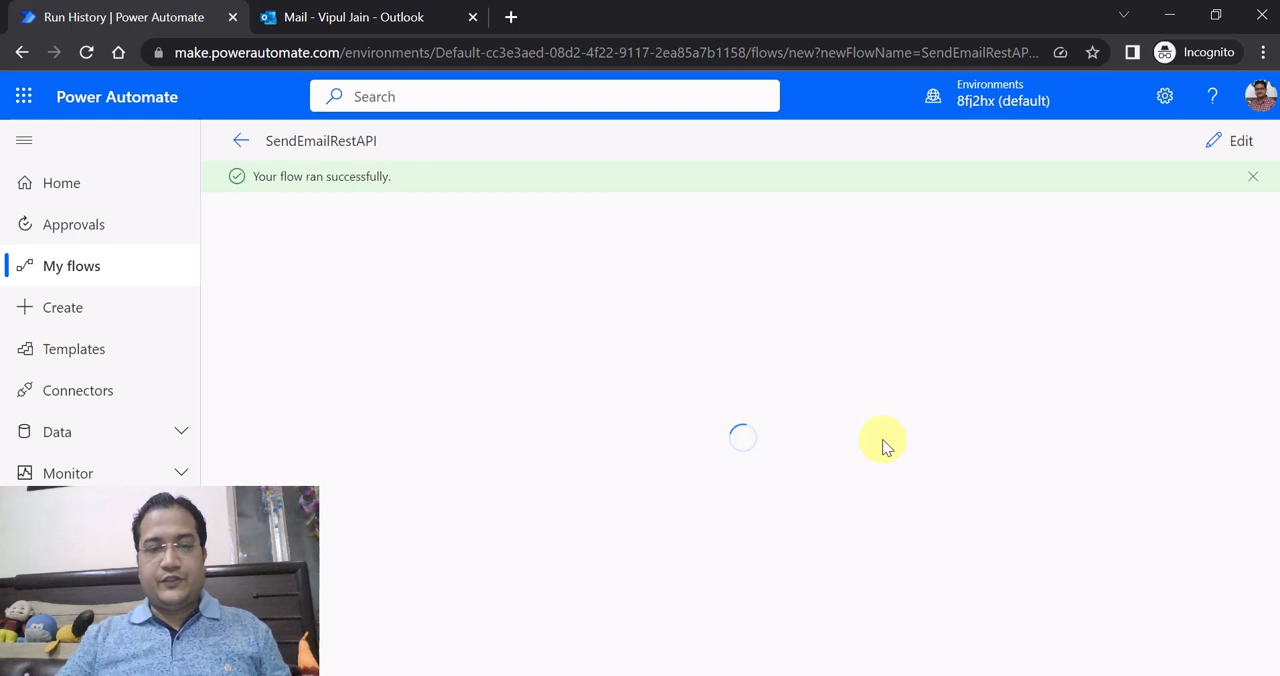 Run History | Power Automate
Mail - Vipul Jain - Outlook
make.powerautomate.com/environments/Default-cc3e3aed-08d2-4f22-9117-2ea85a7b1158/flows/new?newFlowName=SendEmailRestAP...
Incognito
Power Automate
Search
Environments
8fj2hx (default)
SendEmailRestAPI
Edit
Your flow ran successfully.
Home
Approvals
My flows
Create
Templates
Connectors
Data
Monitor